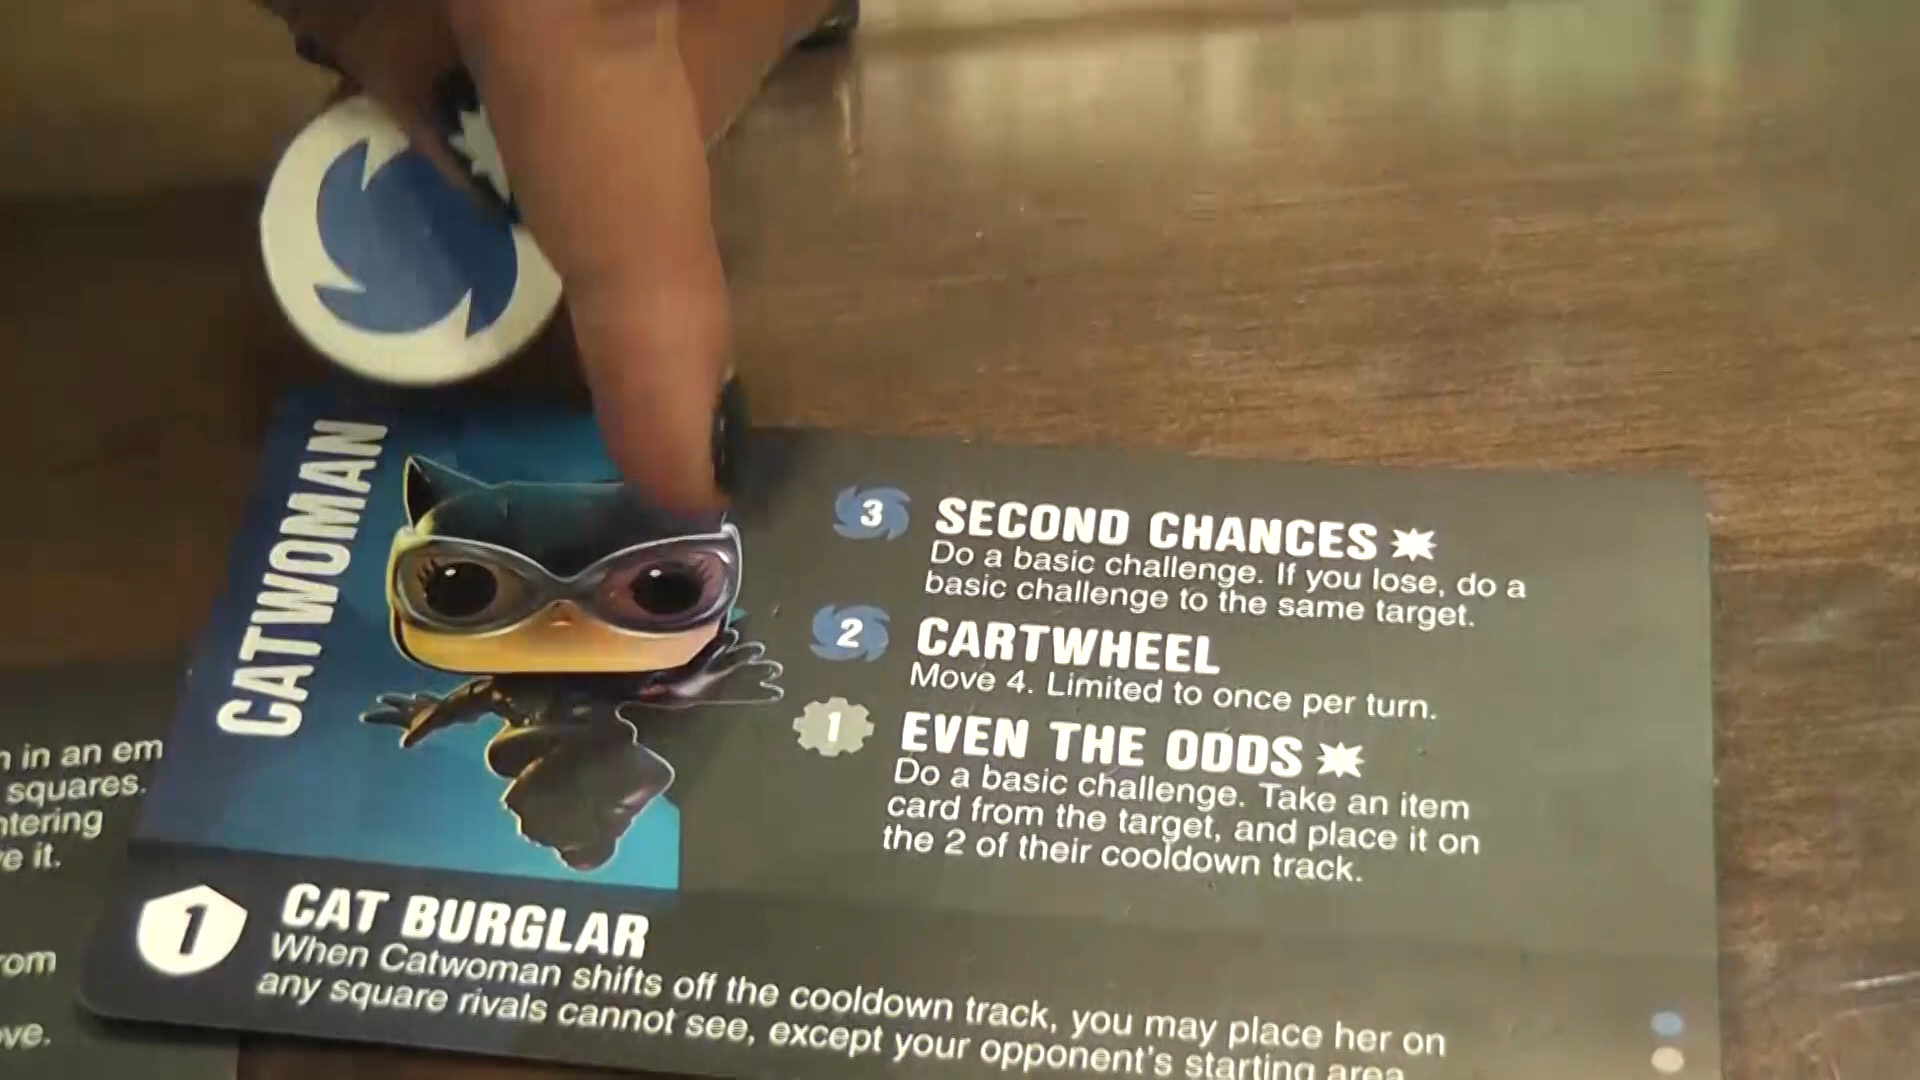 CATWOMAN
3 SECOND CHANCES
Do a basic challenge. If you lose, do a
basic challenge to the same target.
2 CARTWHEEL
Move 4. Limited to once per turn.
1 EVEN THE ODDS
Do a basic challenge. Take an item
card from the target, and place it on
the 2 of their cooldown track.
1 CAT BURGLAR
When Catwoman shifts off the cooldown track, you may place her on
any square rivals cannot see, except your opponent's starting area
in an em
squares.
it.